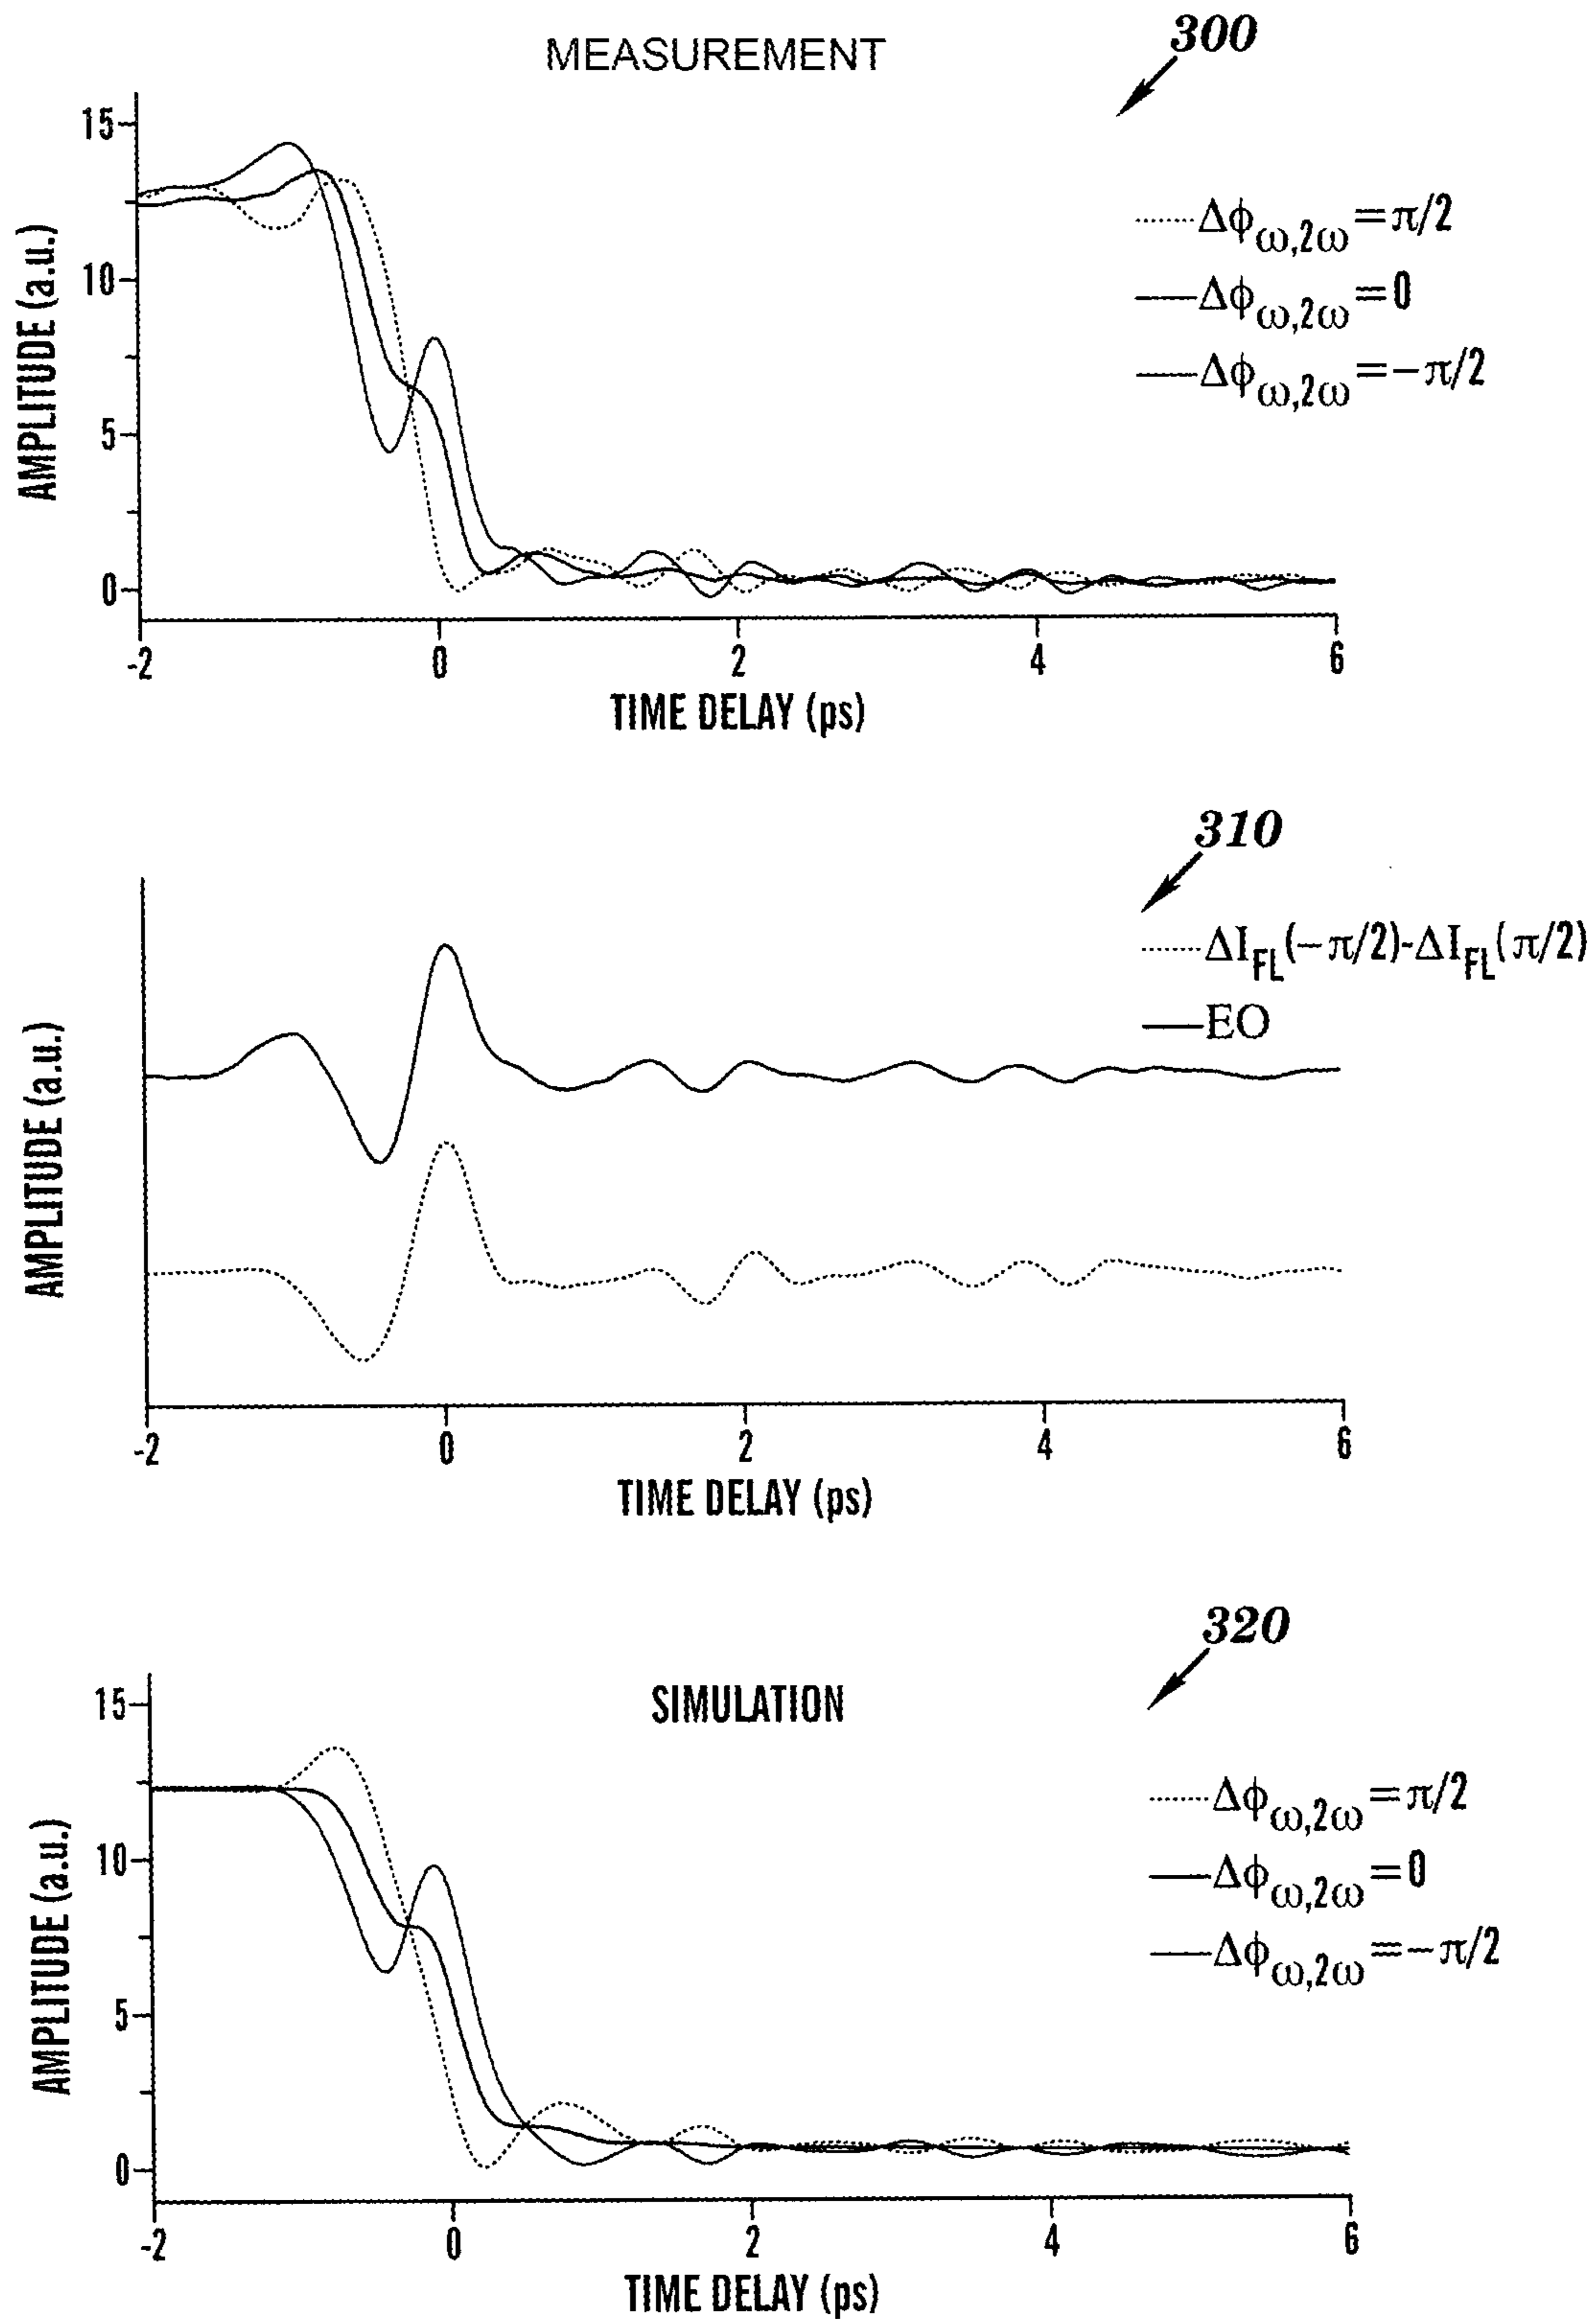 MEASUREMENT
300
15
10
5
0
AMPLITUDE (a.u.)
Δϕω,2ω=π/2
Δϕω,2ω=0
Δϕω,2ω=−π/2
-2 0 2 4 6
TIME DELAY (ps)
310
ΔI_FL(−π/2)-ΔI_FL(π/2)
EO
AMPLITUDE (a.u.)
-2 0 2 4 6
TIME DELAY (ps)
320
SIMULATION
15
10
5
0
AMPLITUDE (a.u.)
Δϕω,2ω=π/2
Δϕω,2ω=0
Δϕω,2ω=−π/2
-2 0 2 4 6
TIME DELAY (ps)